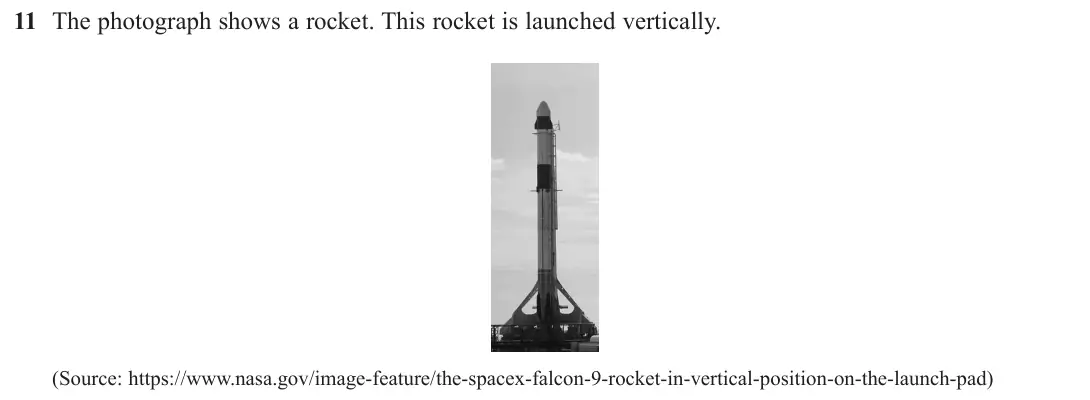 11 The photograph shows a rocket. This rocket is launched vertically.
(Source: https://www.nasa.gov/image-feature/the-spacex-falcon-9-rocket-in-vertical-position-on-the-launch-pad)